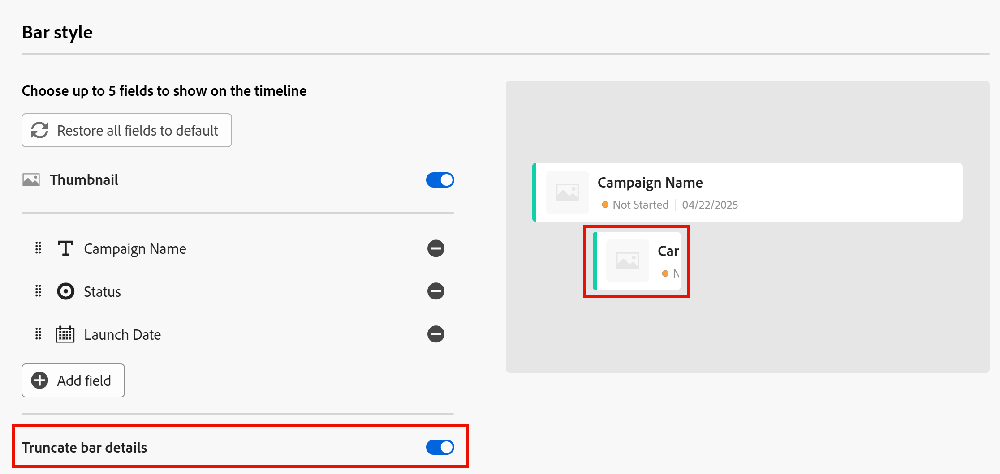 Bar style
Choose up to 5 fields to show on the timeline
Restore all fields to default
Thumbnail
Campaign Name
Status
Launch Date
Add field
Truncate bar details
Campaign Name
Not Started | 04/22/2025
Car
N